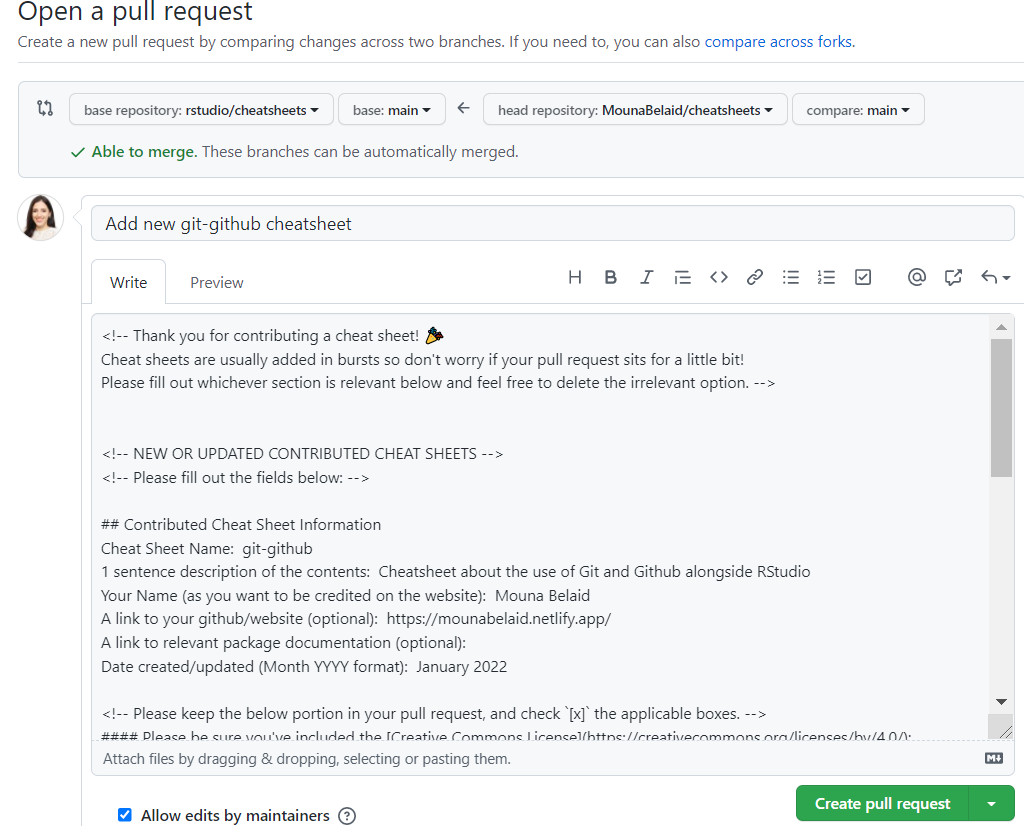 Open a pull request
Create a new pull request by comparing changes across two branches. If you need to, you can also compare across forks.
base repository: rstudio/cheatsheets base: main head repository: MounaBelaid/cheatsheets compare: main
Able to merge. These branches can be automatically merged.
Add new git-github cheatsheet
Write Preview
<!-- Thank you for contributing a cheat sheet! 🎉
Cheat sheets are usually added in bursts so don't worry if your pull request sits for a little bit!
Please fill out whichever section is relevant below and feel free to delete the irrelevant option. -->
<!-- NEW OR UPDATED CONTRIBUTED CHEAT SHEETS -->
<!-- Please fill out the fields below: -->
## Contributed Cheat Sheet Information
Cheat Sheet Name:  git-github
1 sentence description of the contents:  Cheatsheet about the use of Git and Github alongside RStudio
Your Name (as you want to be credited on the website):  Mouna Belaid
A link to your github/website (optional):  https://mounabelaid.netlify.app/
A link to relevant package documentation (optional):
Date created/updated (Month YYYY format):  January 2022
<!-- Please keep the below portion in your pull request, and check `[x]` the applicable boxes. -->
#### Please be sure you've included the [Creative Commons License](https://creativecommons.org/licenses/by/4.0/):
Attach files by dragging & dropping, selecting or pasting them.
Allow edits by maintainers
Create pull request